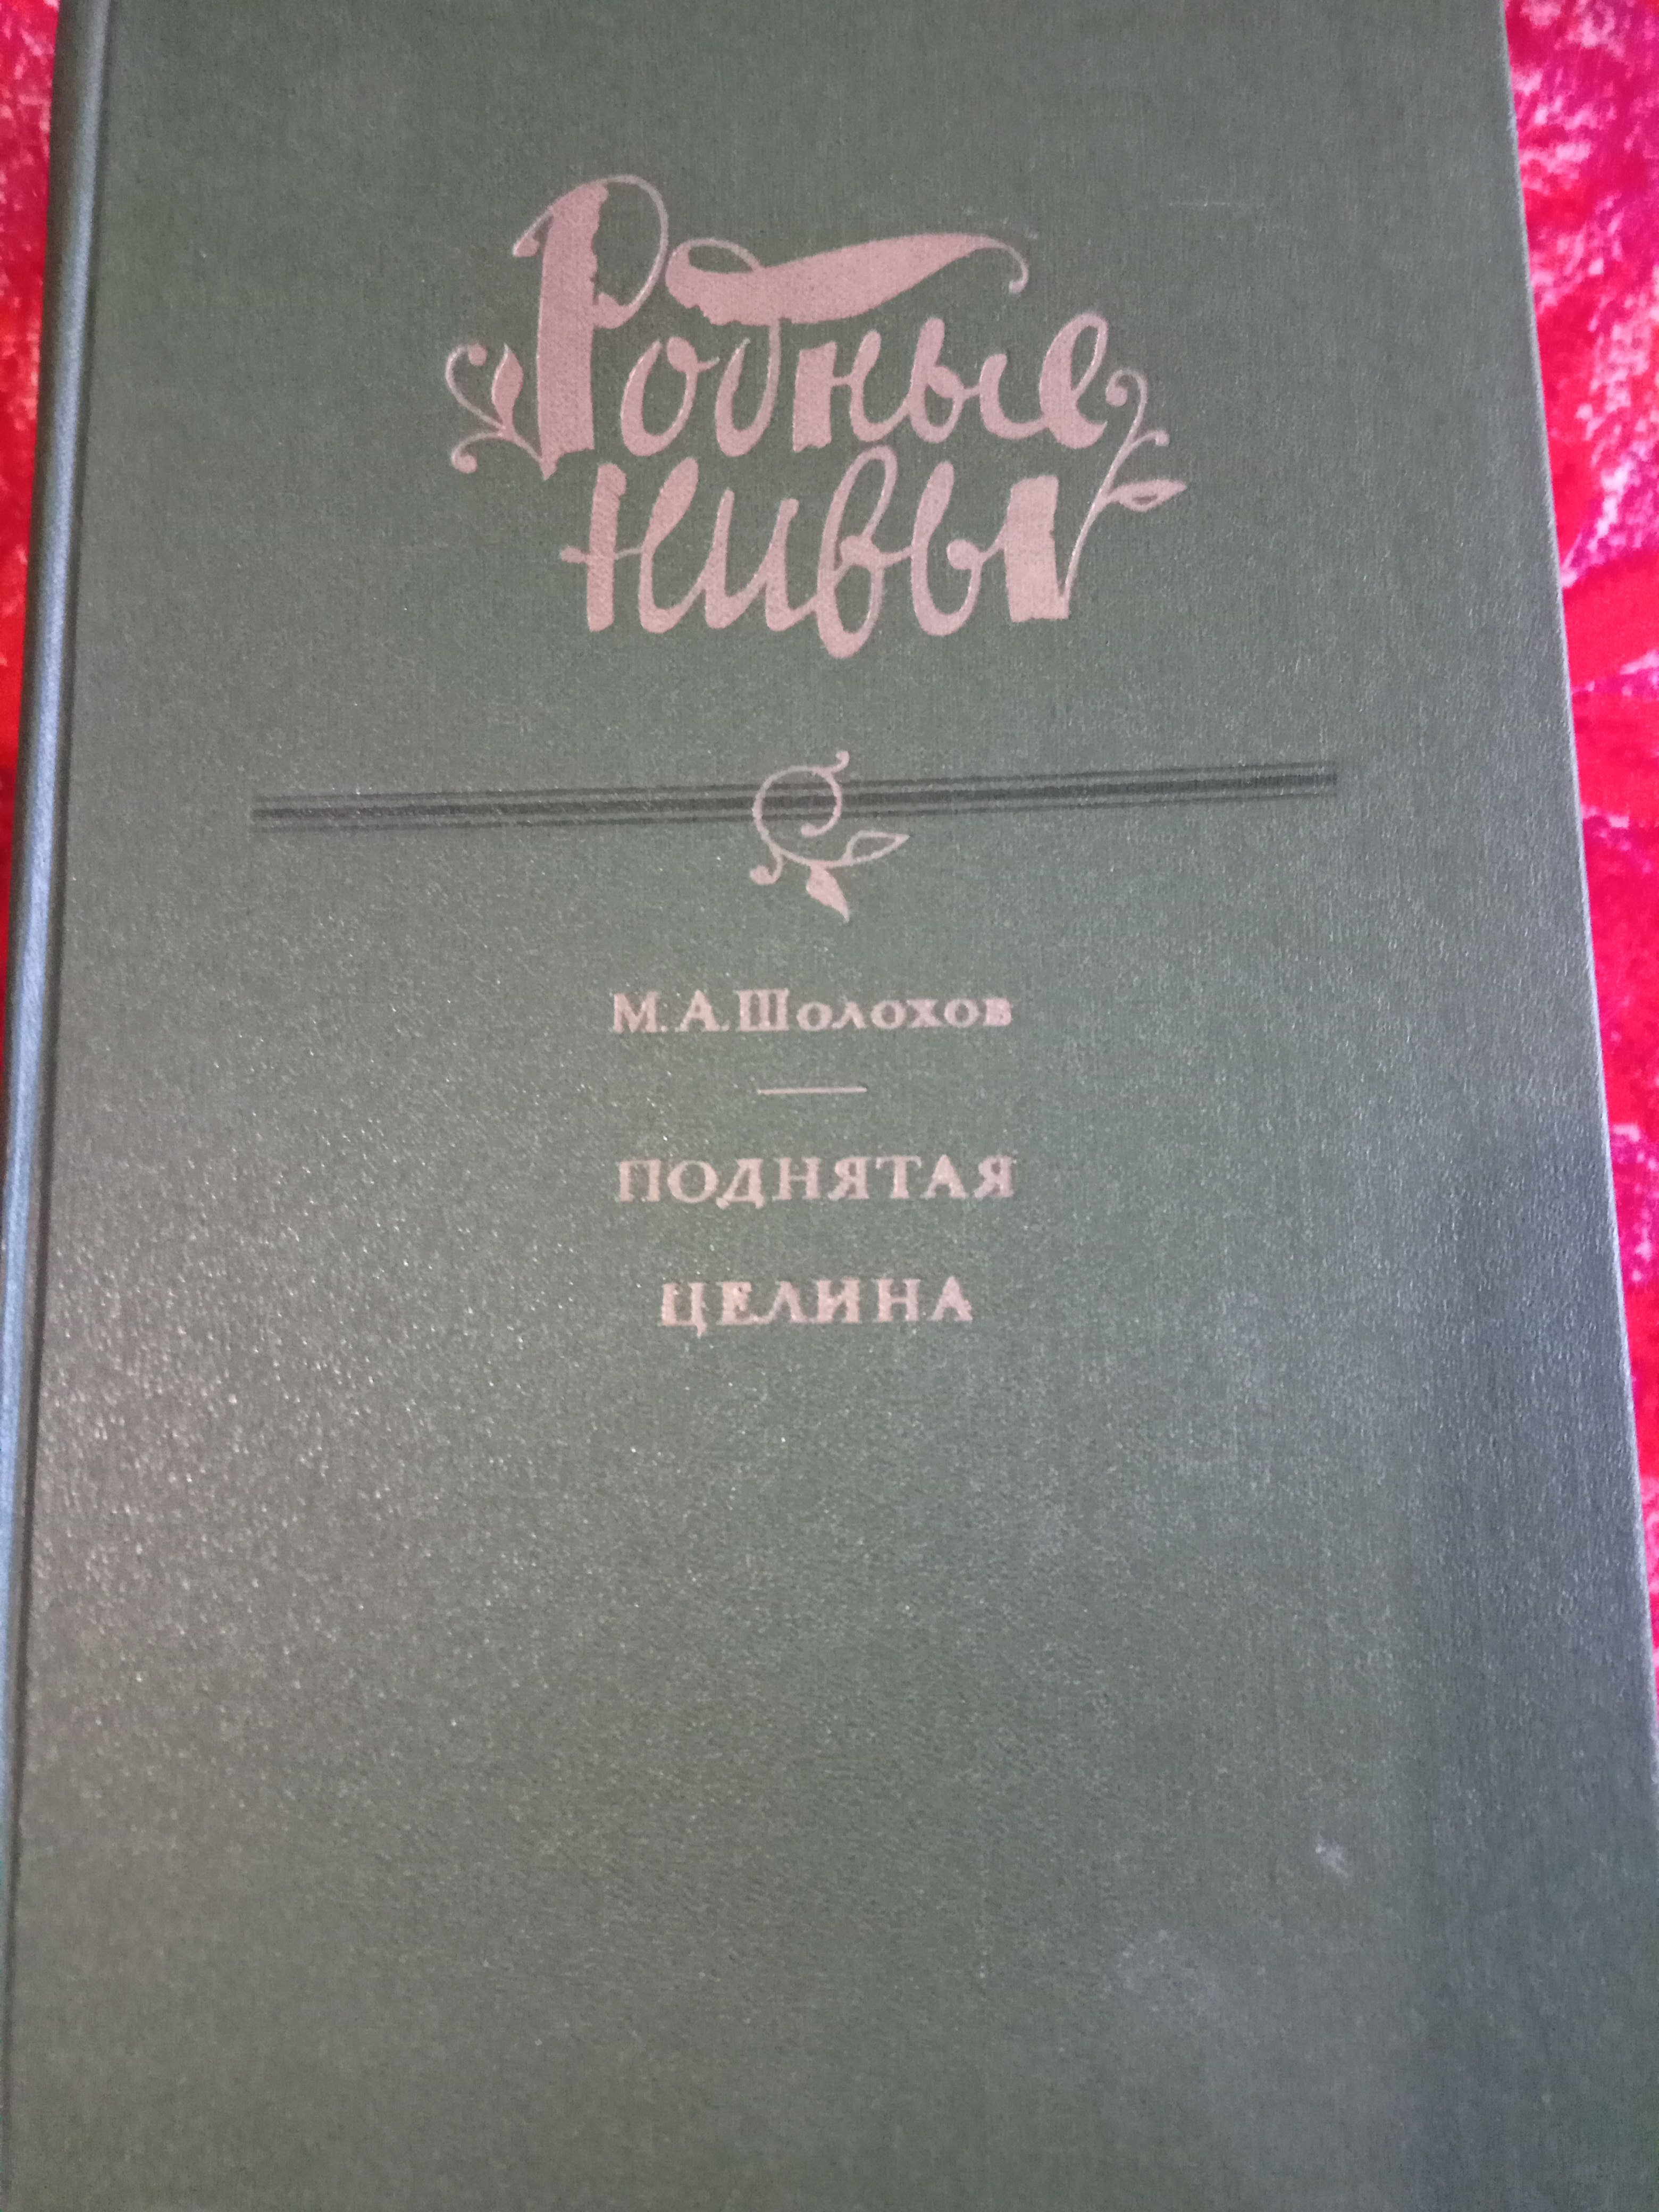 Родные
нивы
М.А.Шолохов
ПОДНЯТАЯ
ЦЕЛИНА